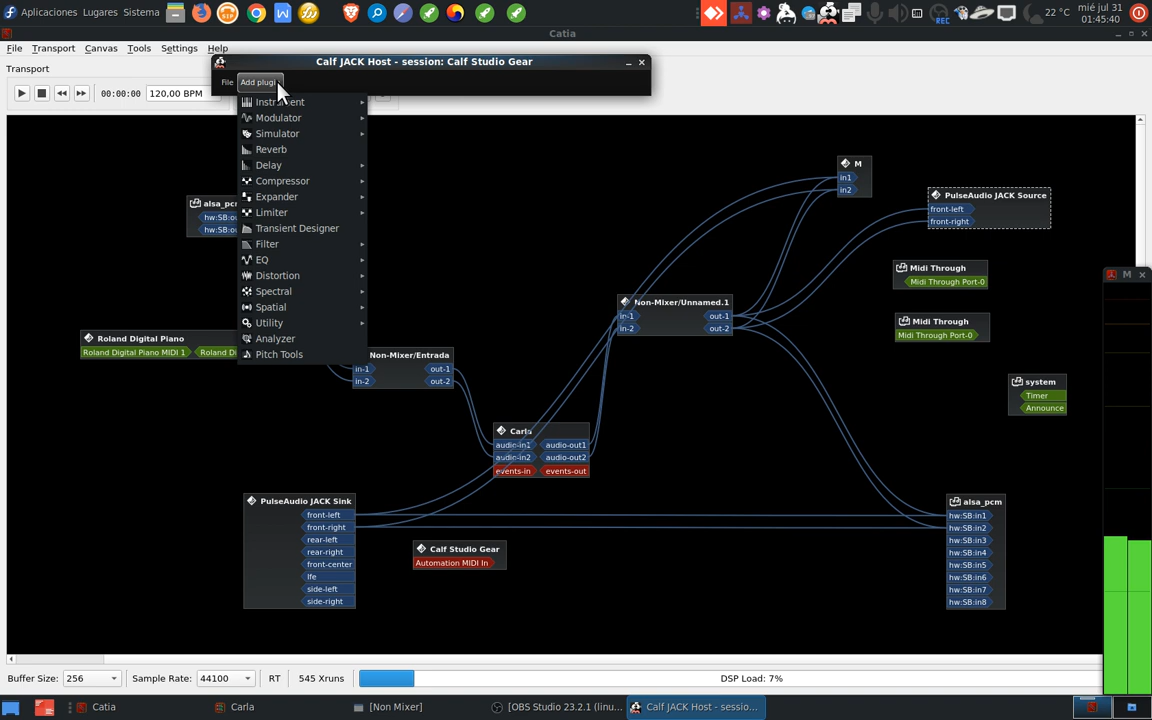 Aplicaciones Lugares Sistema
22 °C
mié jul 31
01:45:40
REC
Catia
File Transport Canvas Tools Settings Help
Transport
00:00:00
120,00 BPM
Calf JACK Host - session: Calf Studio Gear
File
Add plugin
Instrument
Modulator
Simulator
Reverb
Delay
Compressor
Expander
Limiter
Transient Designer
Filter
EQ
Distortion
Spectral
Spatial
Utility
Analyzer
Pitch Tools
M
in1
in2
PulseAudio JACK Source
front-left
front-right
Midi Through
Midi Through Port-0
Midi Through
Midi Through Port-0
system
Timer
Announce
M
Non-Mixer/Unnamed.1
in-1 out-1
in-2 out-2
Roland Digital Piano
Roland Digital Piano MIDI 1
Non-Mixer/Entrada
in-1 out-1
in-2 out-2
Carla
audio-in1 audio-out1
audio-in2 audio-out2
events-in events-out
PulseAudio JACK Sink
front-left
front-right
rear-left
rear-right
front-center
lfe
side-left
side-right
Calf Studio Gear
Automation MIDI In
alsa_pcm
hw:SB:in1
hw:SB:in2
hw:SB:in3
hw:SB:in4
hw:SB:in5
hw:SB:in6
hw:SB:in7
hw:SB:in8
Buffer Size: 256
Sample Rate: 44100
RT
545 Xruns
DSP Load: 7%
Catia
Carla
[Non Mixer]
[OBS Studio 23.2.1 (linu...
Calf JACK Host - sessio...